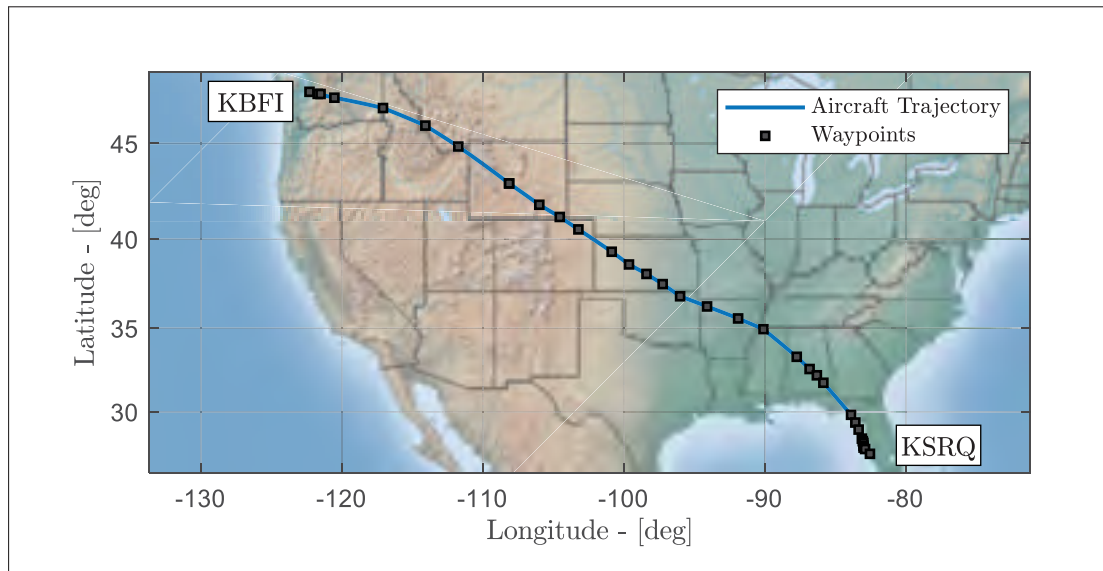 KBFI
Aircraft Trajectory
Waypoints
45
40
35
30
Latitude - [deg]
KSRQ
-130
-120
-110
-100
-90
-80
Longitude - [deg]